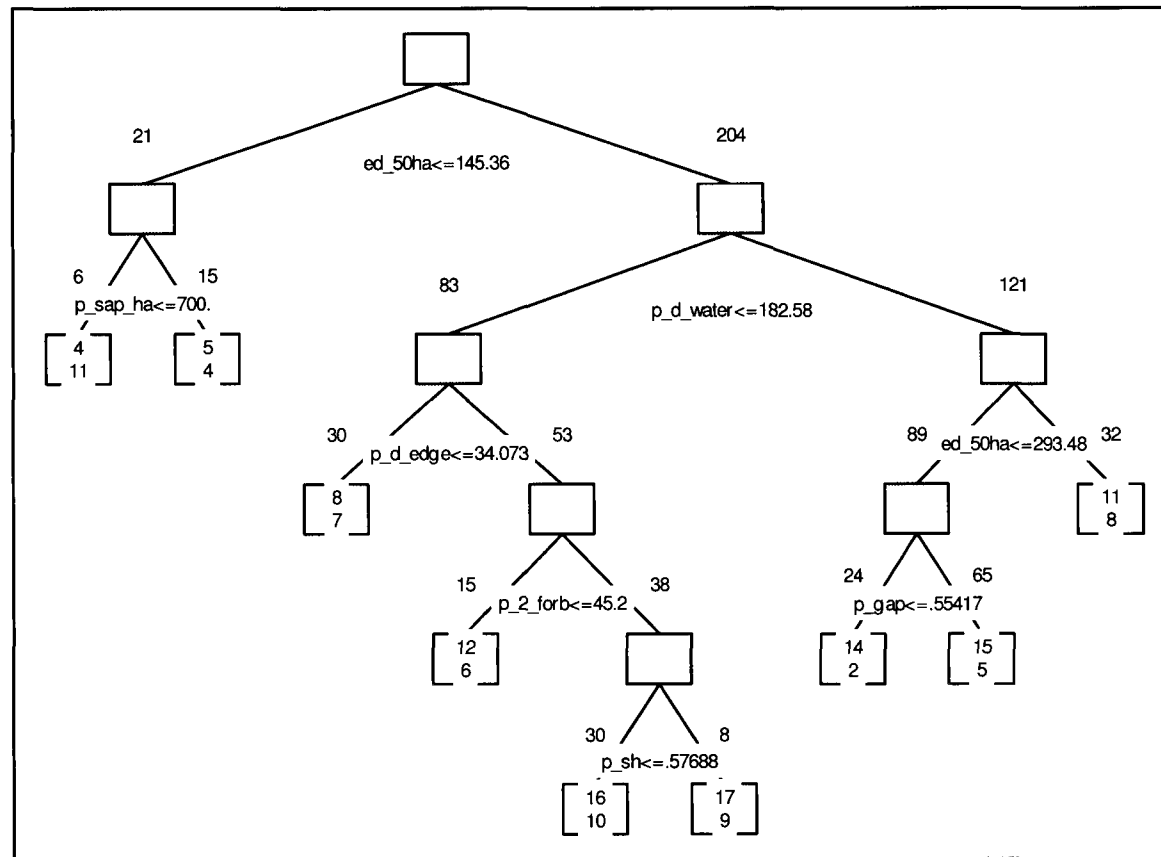 21 204
ed_50ha<=145.36
6 15
p_sap_ha<=700.
4 5
11 4
83 121
p_d_water<=182.58
30 53
p_d_edge<=34.073
8
7
89 32
ed_50ha<=293.48
11
8
15 38
p_2_forb<=45.2
12
6
24 65
p_gap<=.55417
14 15
2 5
30 8
p_sh<=.57688
16 17
10 9